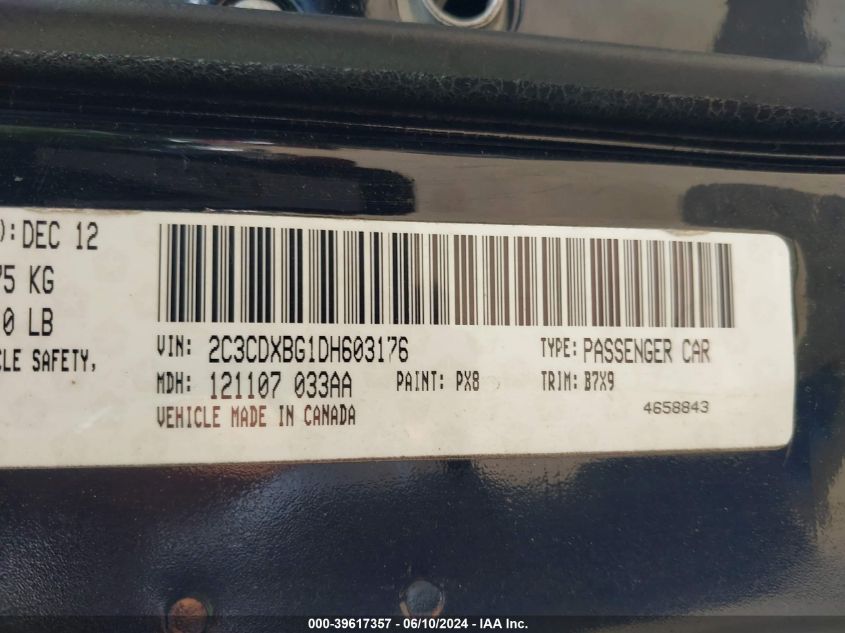 ): DEC 12
75 KG
0 LB
CLE SAFETY,
VIN: 2C3CDXBG1DH603176 TYPE: PASSENGER CAR
MDH: 121107 033AA PAINT: PX8 TRIM: B7X9
VEHICLE MADE IN CANADA 4658843
000-39617357 - 06/10/2024 - IAA Inc.